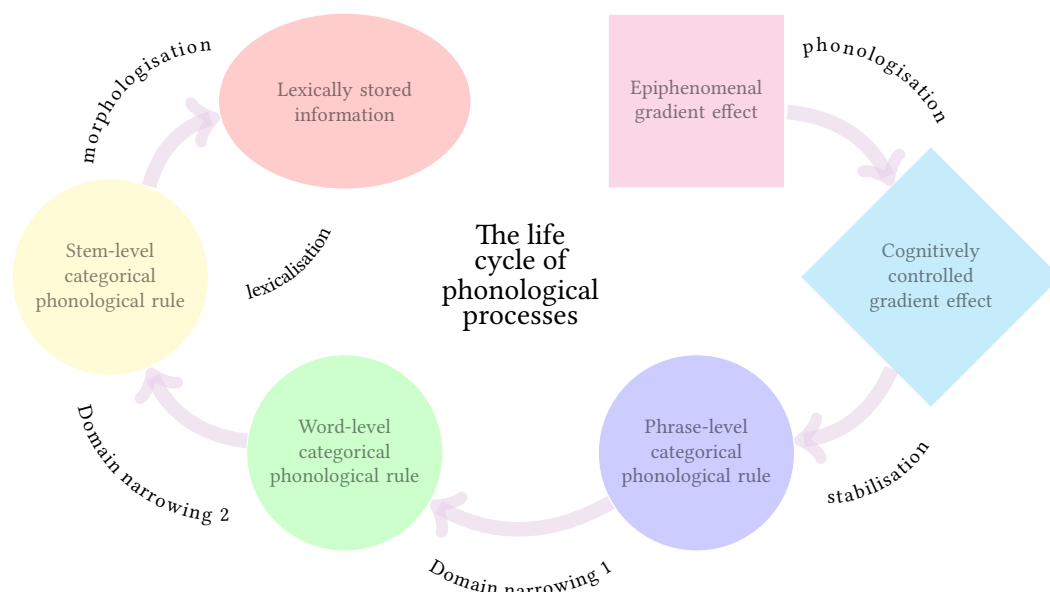 morphologisation
Lexically stored
information
Epiphenomenal
gradient effect
phonologisation
Stem-level
categorical
phonological rule
lexicalisation
The life
cycle of
phonological
processes
Cognitively
controlled
gradient effect
Domain narrowing 2
Word-level
categorical
phonological rule
Phrase-level
categorical
phonological rule
stabilisation
Domain narrowing 1